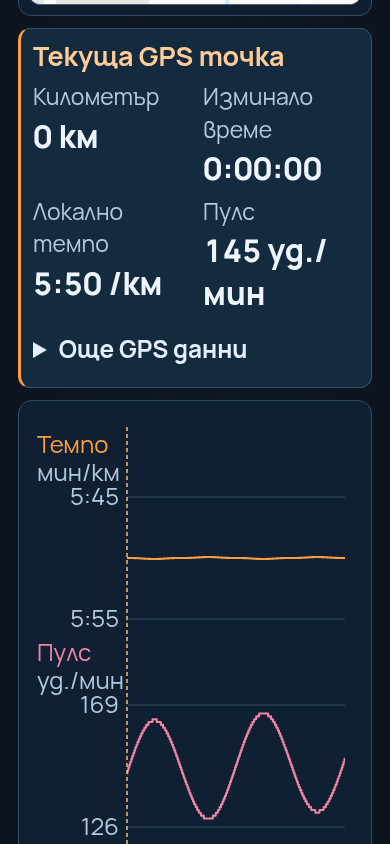 Текуща GPS точка
Километър
0 км
Изминало
време
0:00:00
Локално
темпо
5:50 /км
Пулс
145 уд./
мин
Още GPS данни
Темпо
мин/км
5:45
5:55
Пулс
уд./мин
169
126